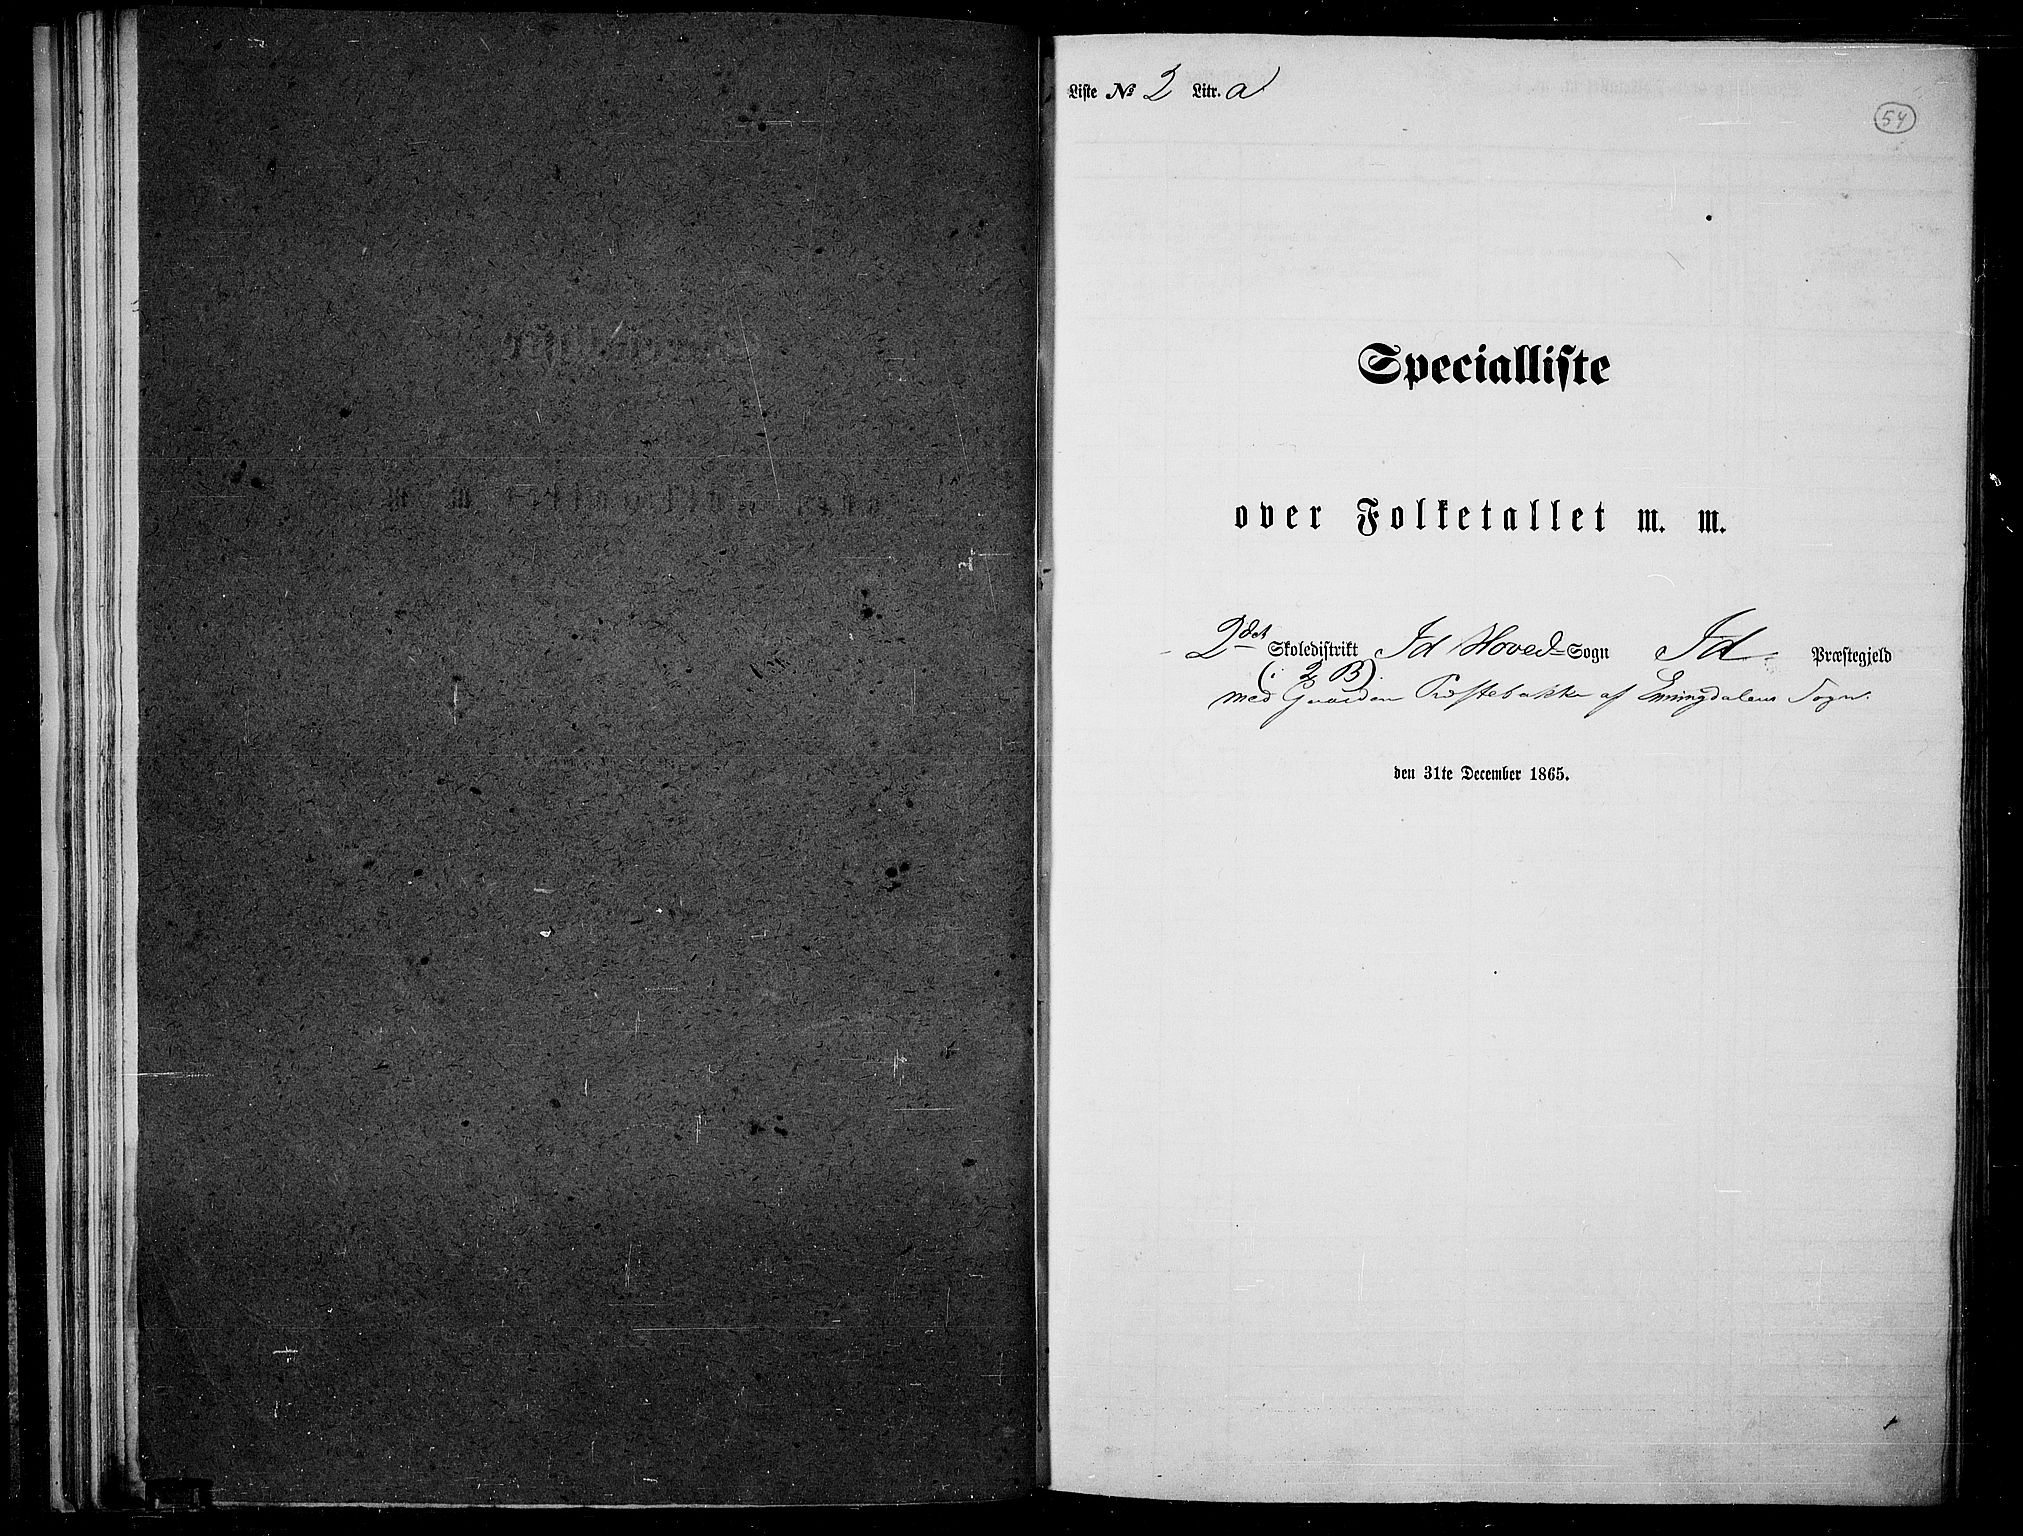 Liste № 2 Litr. a
54
Specialliste
over Folketallet m. m.
2det Skoledistrikt Id Hoved=Sogn Id Præstegjeld
(i 2 B).
med Gaarden Præstebakke af Enningdalens Sogn.
den 31te December 1865.